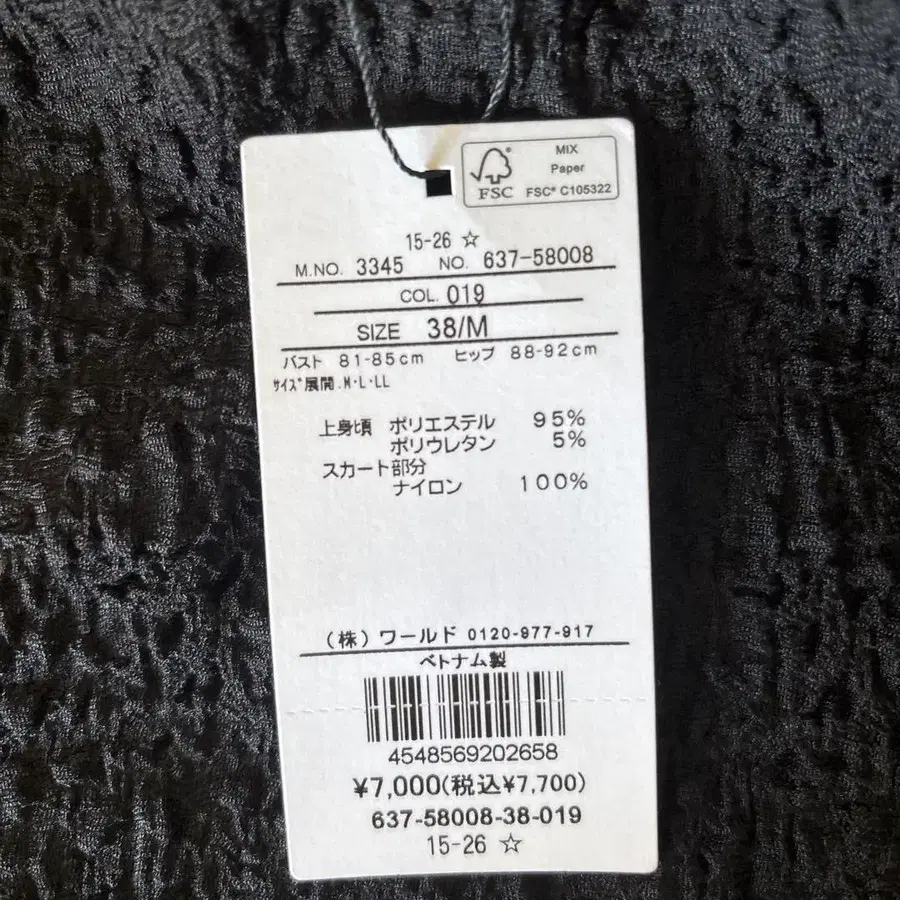 MIX
Paper
FSC
FSC® C105322
15-26 ☆
M.NO. 3345 NO. 637-58008
COL. 019
SIZE 38/M
バスト 81-85cm ヒップ 88-92cm
サイズ展開.M・L・LL
上身頃 ポリエステル 95%
ポリウレタン 5%
スカート部分
ナイロン 100%
(株)ワールド 0120-977-917
ベトナム製
4548569202658
¥7,000(税込¥7,700)
637-58008-38-019
15-26 ☆